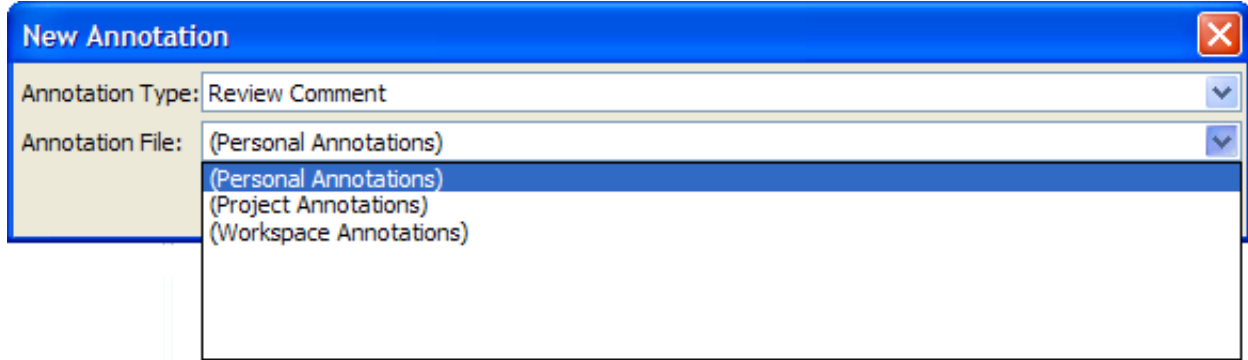 New Annotation
Annotation Type: Review Comment
Annotation File: (Personal Annotations)
(Personal Annotations)
(Project Annotations)
(Workspace Annotations)